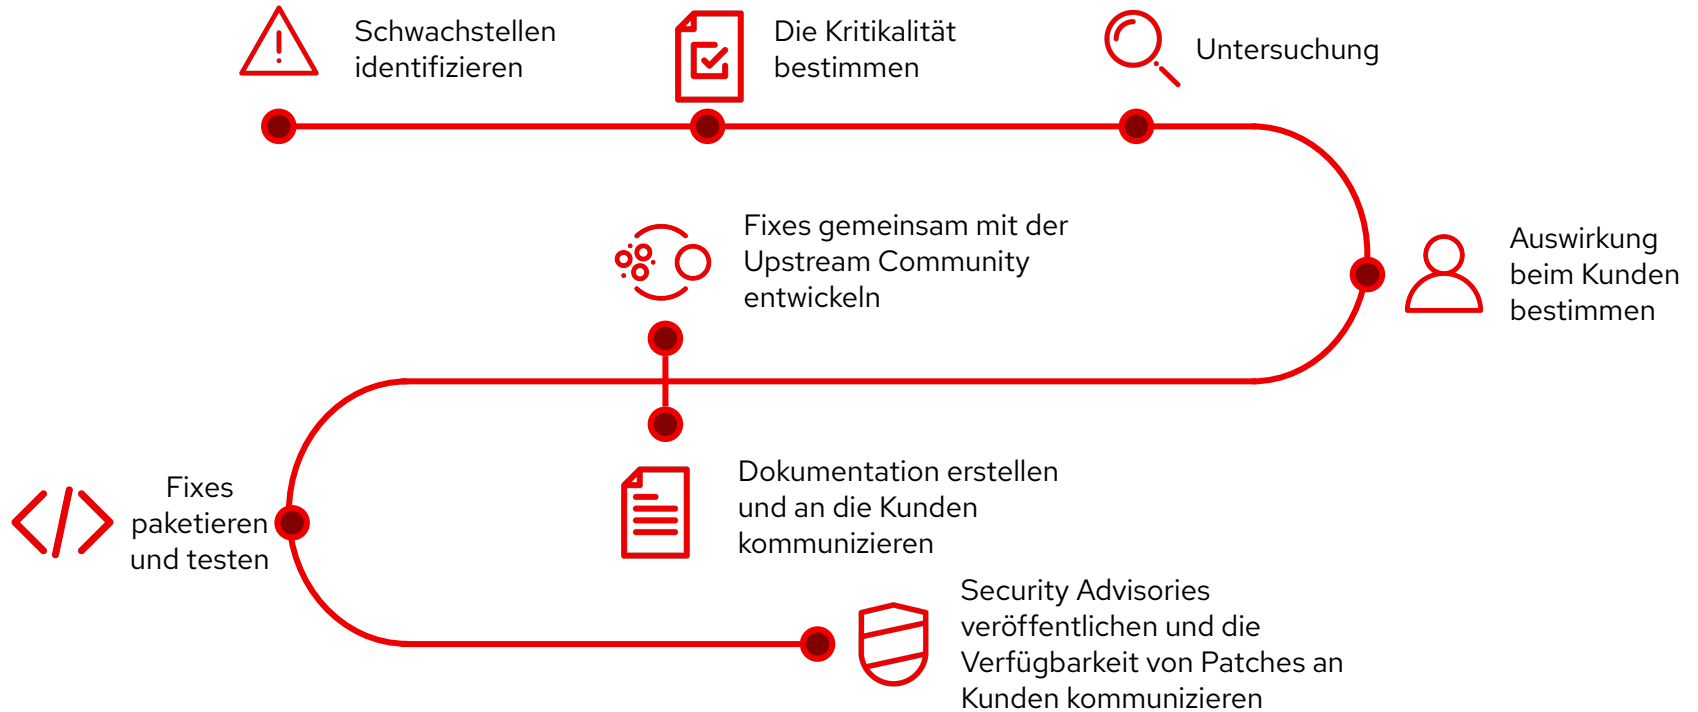 Schwachstellen
identifizieren
Die Kritikalität
bestimmen
Untersuchung
Auswirkung
beim Kunden
bestimmen
Fixes gemeinsam mit der
Upstream Community
entwickeln
Dokumentation erstellen
und an die Kunden
kommunizieren
Fixes
paketieren
und testen
Security Advisories
veröffentlichen und die
Verfügbarkeit von Patches an
Kunden kommunizieren